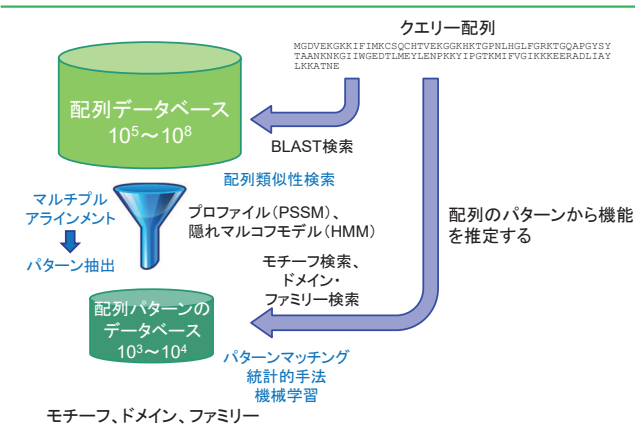 クエリー配列
MGDVEKGKKIFIMKCSQCHTVEKGGKHKTGPNLHGLFGRKTGQAPGYSY
TAANKNKGIIWGEDTLMEYLENPKKYIPGTKMIFVGIKKKEERADLIAY
LKKATNE
配列データベース
10⁵~10⁸
BLAST検索
配列類似性検索
マルチプル
アラインメント
プロファイル(PSSM)、
隠れマルコフモデル(HMM)
配列のパターンから機能
を推定する
パターン抽出
モチーフ検索、
ドメイン・
ファミリー検索
配列パターンの
データベース
10³~10⁴
パターンマッチング
統計的手法
機械学習
モチーフ、ドメイン、ファミリー